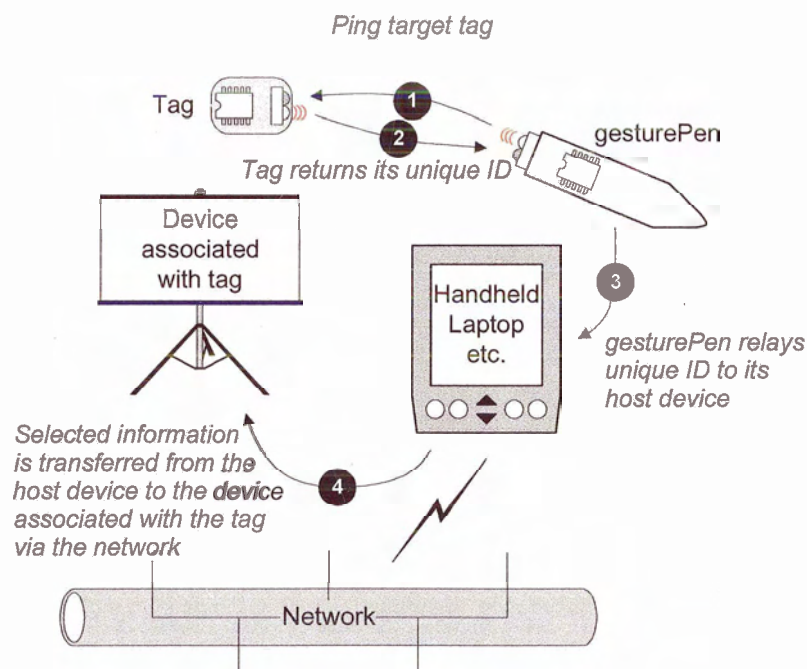 Ping target tag
Tag
1
2
gesturePen
Tag returns its unique ID
Device
associated
with tag
Handheld
Laptop
etc.
3
gesturePen relays
unique ID to its
host device
Selected information
is transferred from the
host device to the device
associated with the tag
via the network
4
Network